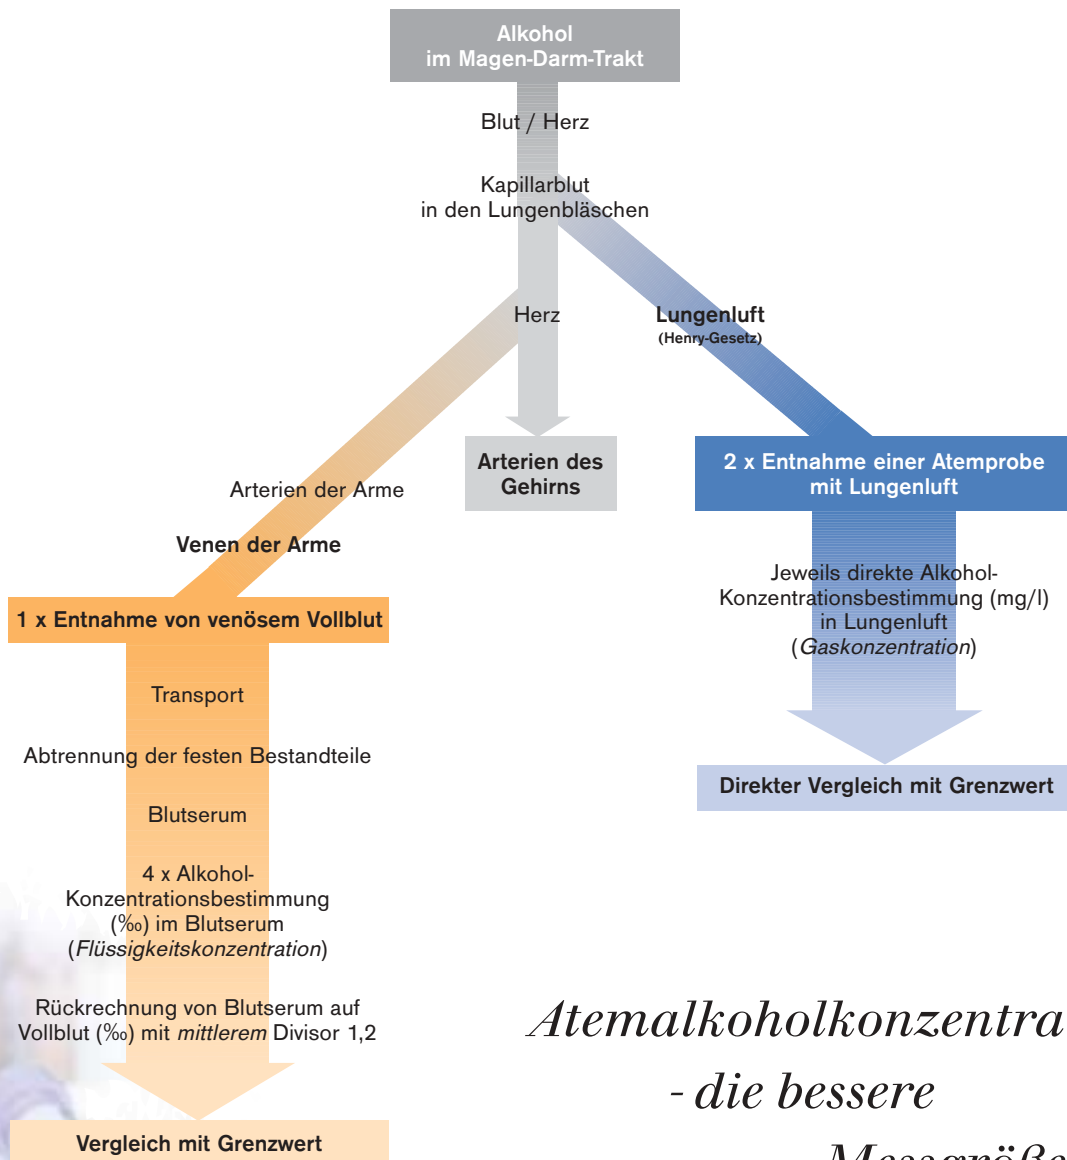 Alkohol
im Magen-Darm-Trakt
Blut / Herz
Kapillarblut
in den Lungenbläschen
Herz
Lungenluft
(Henry-Gesetz)
Arterien des
Gehirns
2 x Entnahme einer Atemprobe
mit Lungenluft
Arterien der Arme
Venen der Arme
1 x Entnahme von venösem Vollblut
Jeweils direkte Alkohol-
Konzentrationsbestimmung (mg/l)
in Lungenluft
(Gaskonzentration)
Direkter Vergleich mit Grenzwert
Transport
Abtrennung der festen Bestandteile
Blutserum
4 x Alkohol-
Konzentrationsbestimmung
(‰) im Blutserum
(Flüssigkeitskonzentration)
Rückrechnung von Blutserum auf
Vollblut (‰) mit mittlerem Divisor 1,2
Vergleich mit Grenzwert
Atemalkoholkonzentra
- die bessere
Messgröße